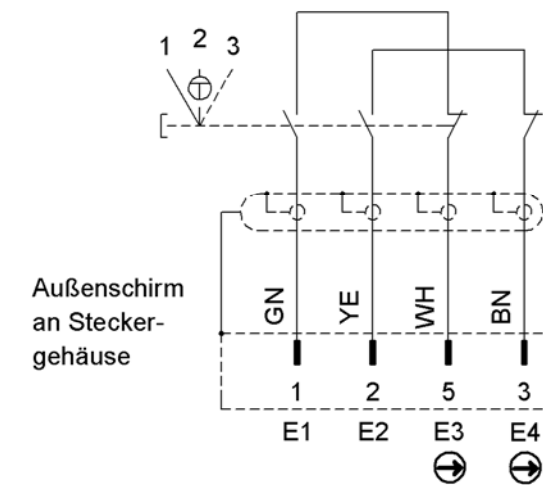 1 2 3
Außenschirm
an Stecker-
gehäuse
GN YE WH BN
1 2 5 3
E1 E2 E3 E4